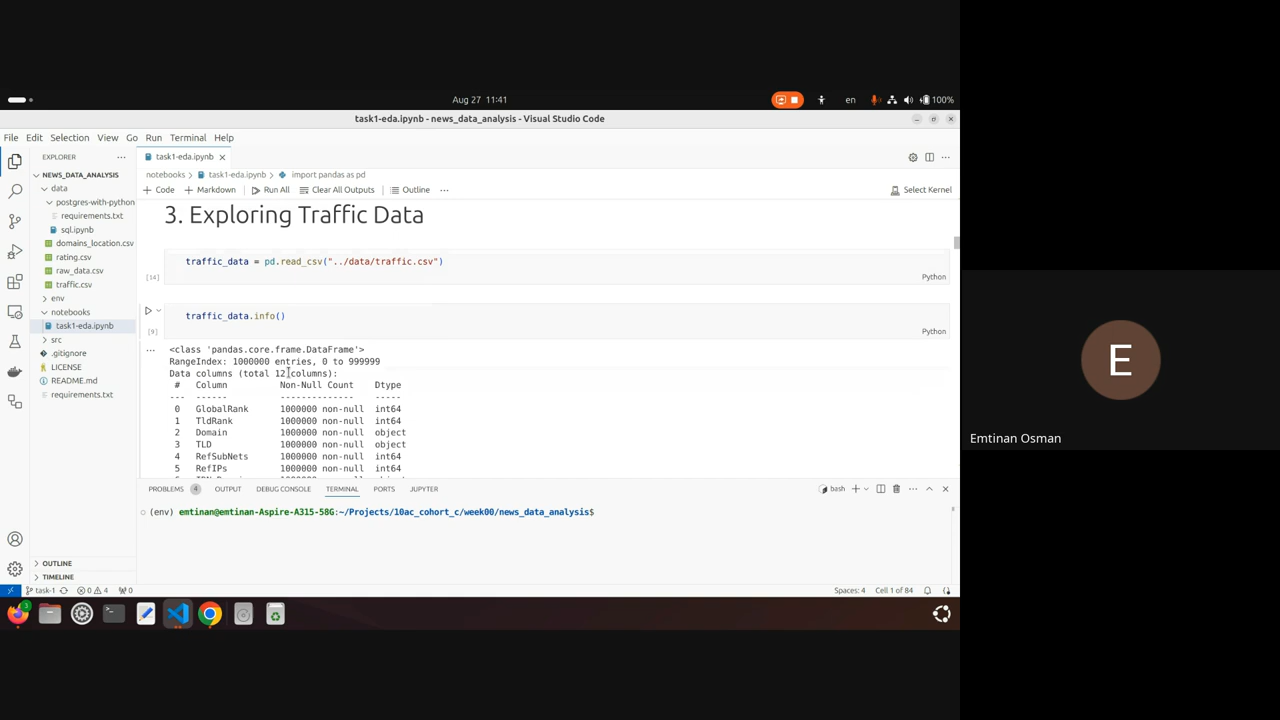 Aug 27 11:41
en
100%
task1-eda.ipynb - news_data_analysis - Visual Studio Code
File Edit Selection View Go Run Terminal Help
EXPLORER
task1-eda.ipynb
NEWS_DATA_ANALYSIS
data
postgres-with-python
requirements.txt
sql.ipynb
domains_location.csv
rating.csv
raw_data.csv
traffic.csv
env
notebooks
task1-eda.ipynb
src
.gitignore
LICENSE
README.md
requirements.txt
OUTLINE
TIMELINE
notebooks > task1-eda.ipynb > import pandas as pd
+ Code + Markdown Run All Clear All Outputs Outline
Select Kernel
3. Exploring Traffic Data
traffic_data = pd.read_csv("../data/traffic.csv")
[14]
Python
traffic_data.info()
[9]
Python
<class 'pandas.core.frame.DataFrame'>
RangeIndex: 1000000 entries, 0 to 999999
Data columns (total 12 columns):
# Column Non-Null Count Dtype
--- ------ -------------- -----
0 GlobalRank 1000000 non-null int64
1 TldRank 1000000 non-null int64
2 Domain 1000000 non-null object
3 TLD 1000000 non-null object
4 RefSubNets 1000000 non-null int64
5 RefIPs 1000000 non-null int64
PROBLEMS 4 OUTPUT DEBUG CONSOLE TERMINAL PORTS JUPYTER
bash
(env) emtinan@emtinan-Aspire-A315-58G:~/Projects/10ac_cohort_c/week00/news_data_analysis$
task-1 0 4 0
Spaces: 4 Cell 1 of 84
3
E
Emtinan Osman